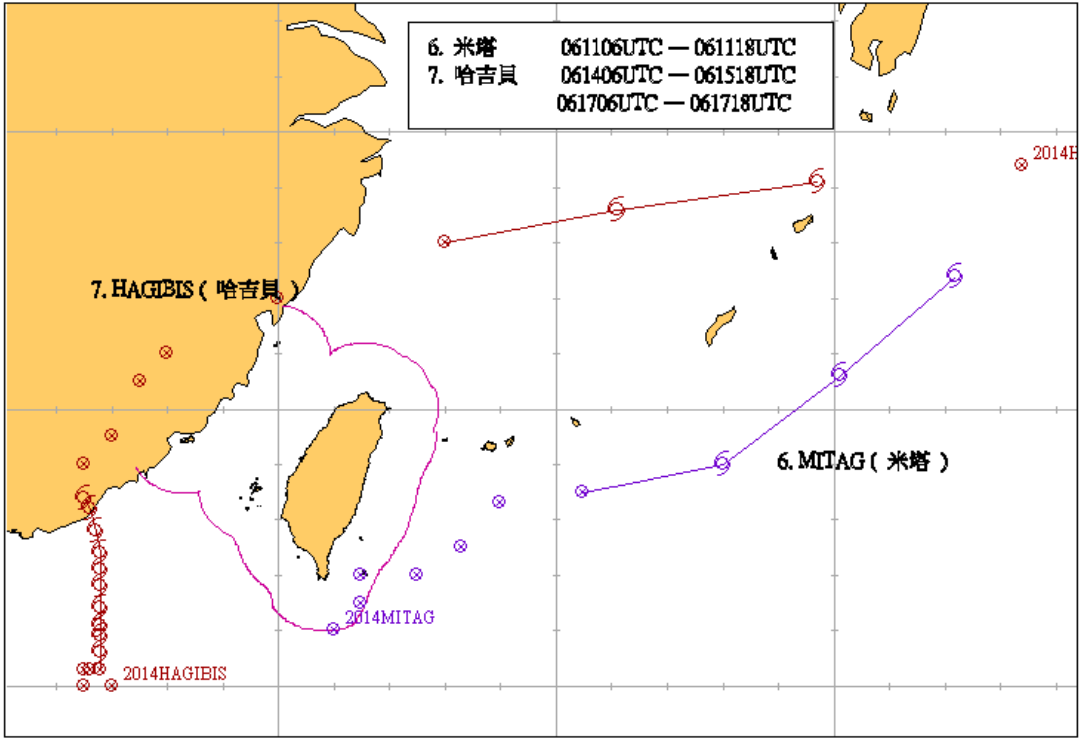 6. 米塔 061106UTC — 061118UTC
7. 哈吉貝 061406UTC — 061518UTC
061706UTC — 061718UTC
2014H
7. HAGIBIS ( 哈吉貝 )
6. MITAG ( 米塔 )
2014MITAG
2014HAGIBIS